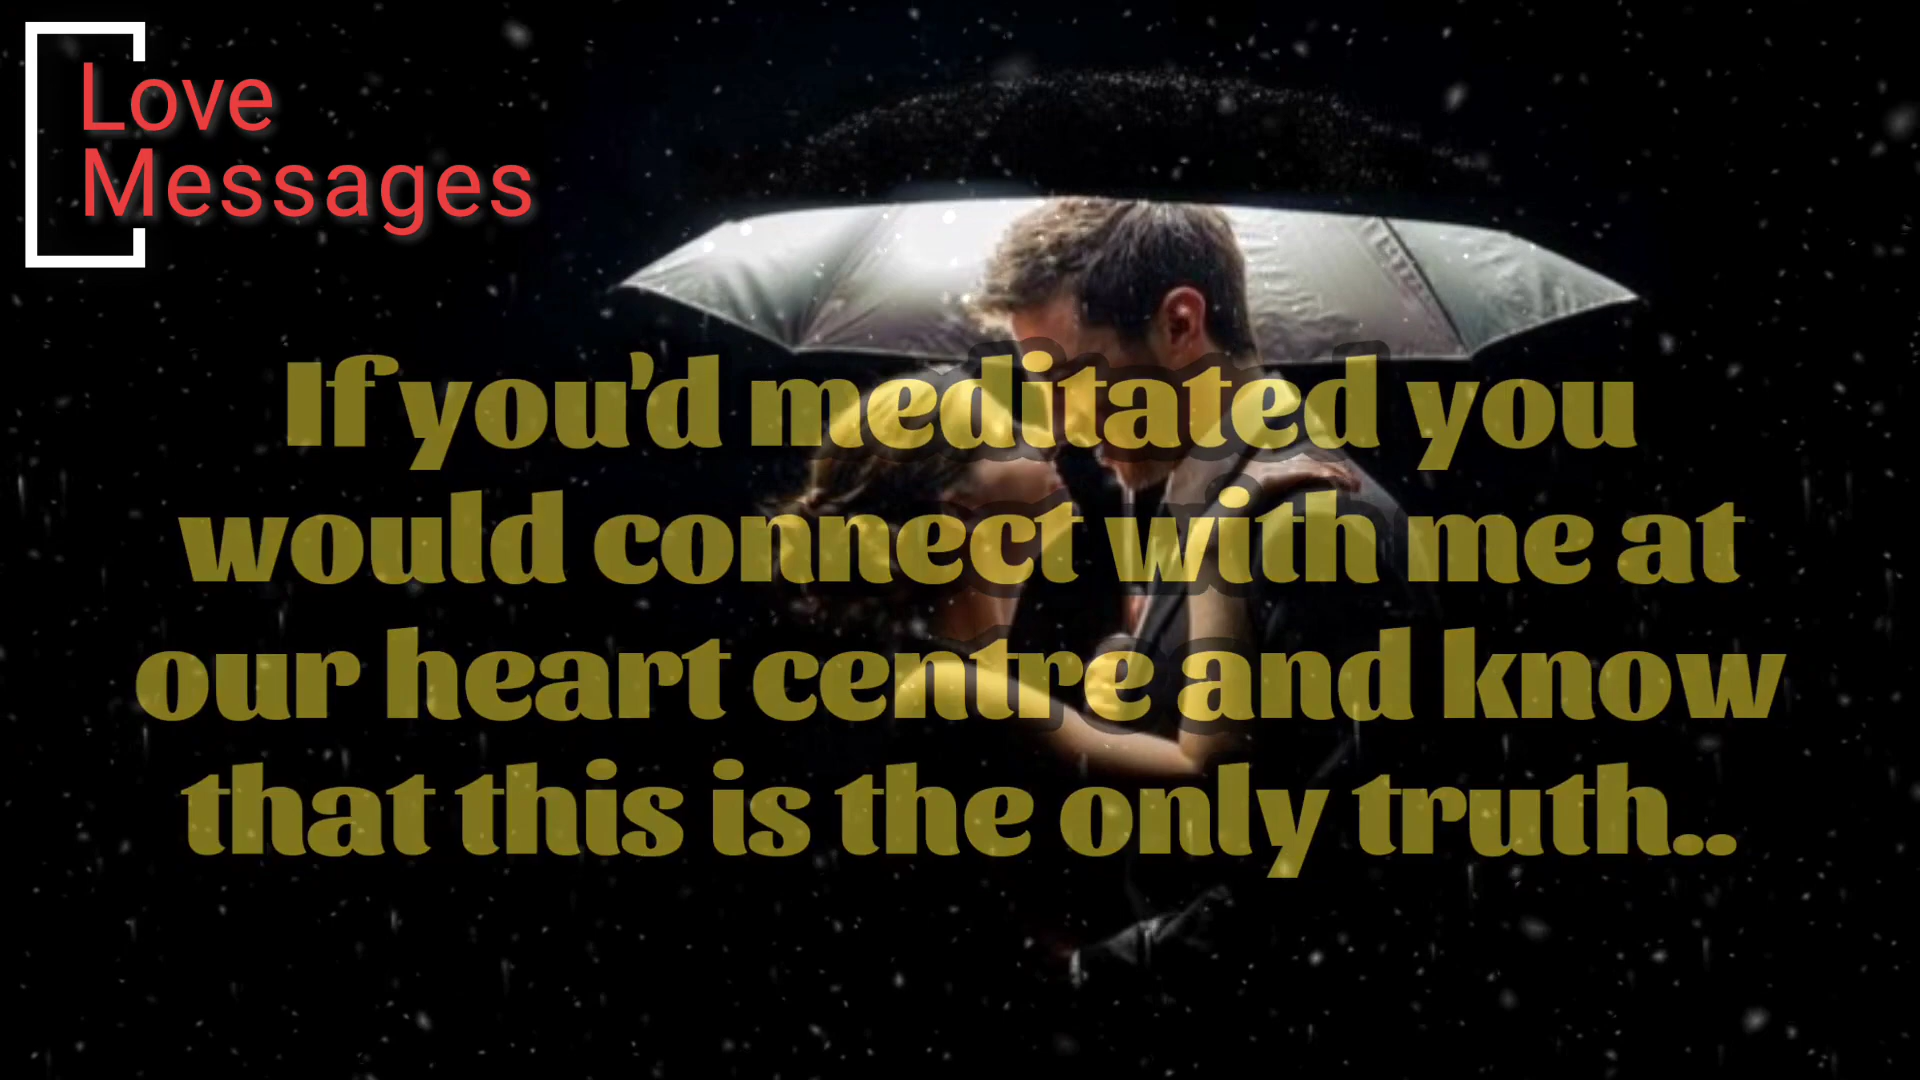 Love
Messages
If you'd meditated you
would connect with me at
our heart centre and know
that this is the only truth..